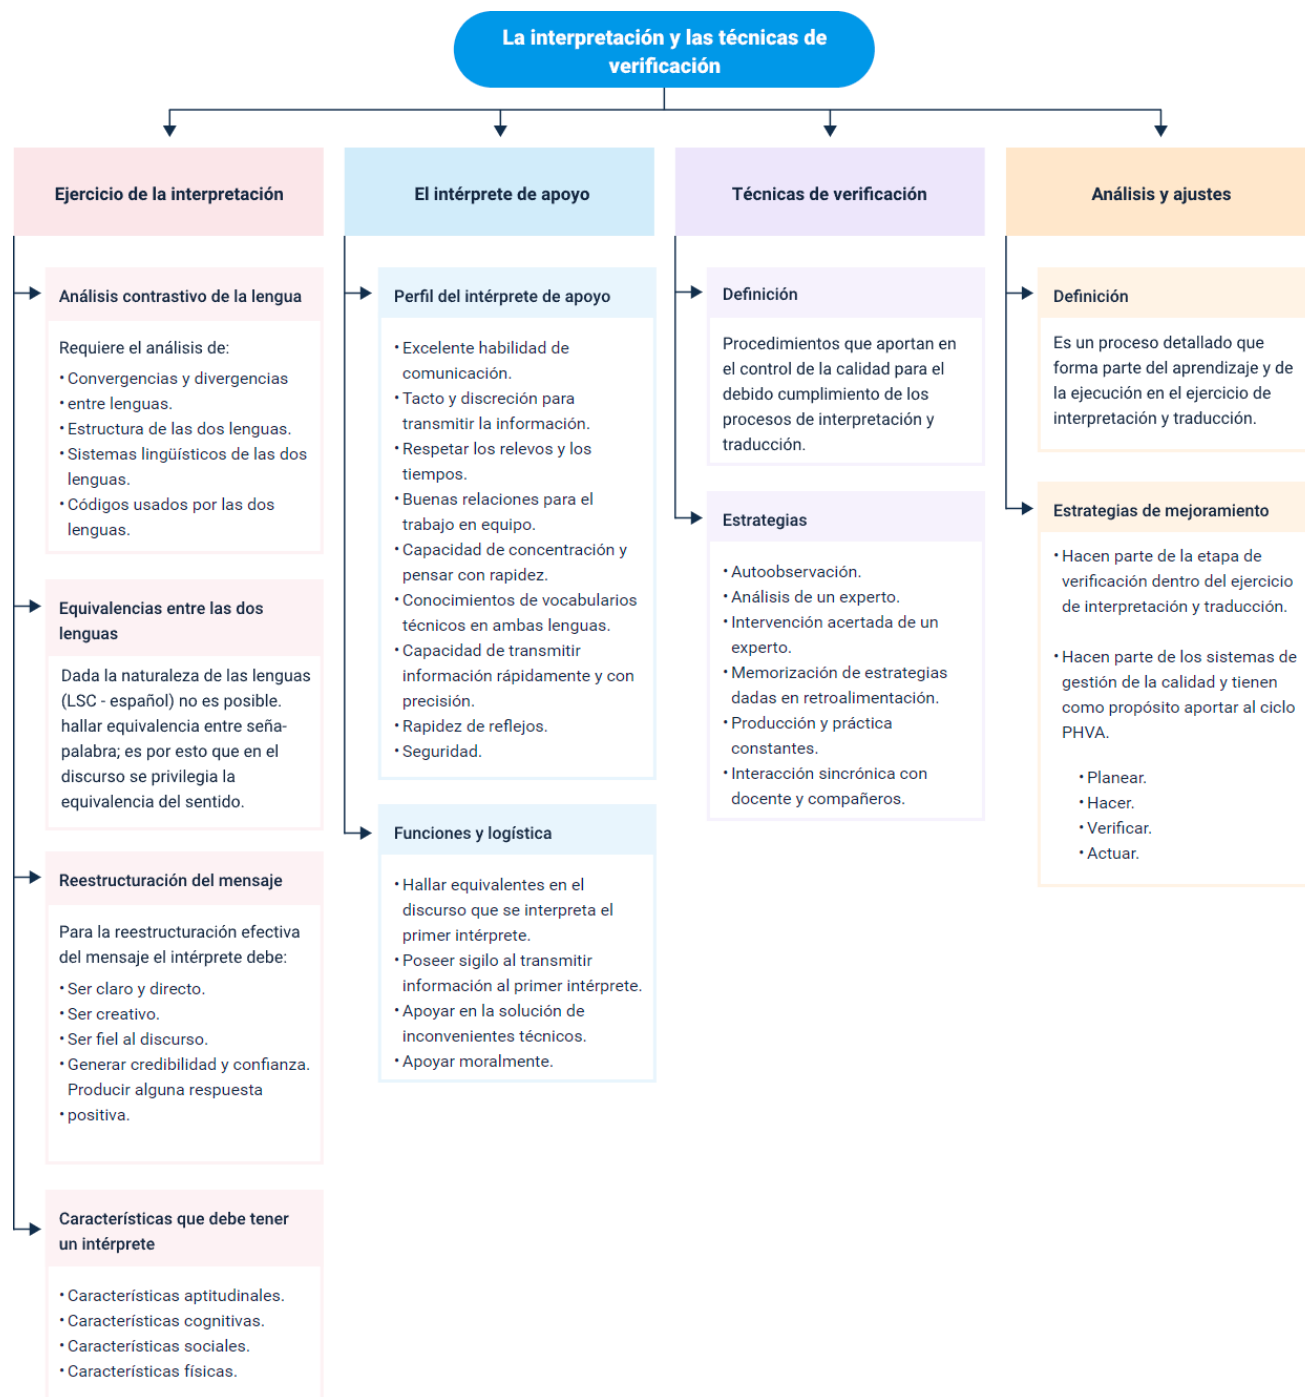 La interpretación y las técnicas de
verificación
Ejercicio de la interpretación
Análisis contrastivo de la lengua
Requiere el análisis de:
• Convergencias y divergencias
• entre lenguas.
• Estructura de las dos lenguas.
• Sistemas lingüísticos de las dos
lenguas.
• Códigos usados por las dos
lenguas.
Equivalencias entre las dos
lenguas
Dada la naturaleza de las lenguas
(LSC - español) no es posible.
hallar equivalencia entre seña-
palabra; es por esto que en el
discurso se privilegia la
equivalencia del sentido.
Reestructuración del mensaje
Para la reestructuración efectiva
del mensaje el intérprete debe:
• Ser claro y directo.
• Ser creativo.
• Ser fiel al discurso.
• Generar credibilidad y confianza.
Producir alguna respuesta
• positiva.
Características que debe tener
un intérprete
• Características aptitudinales.
• Características cognitivas.
• Características sociales.
• Características físicas.
El intérprete de apoyo
Perfil del intérprete de apoyo
• Excelente habilidad de
comunicación.
• Tacto y discreción para
transmitir la información.
• Respetar los relevos y los
tiempos.
• Buenas relaciones para el
trabajo en equipo.
• Capacidad de concentración y
pensar con rapidez.
• Conocimientos de vocabularios
técnicos en ambas lenguas.
• Capacidad de transmitir
información rápidamente y con
precisión.
• Rapidez de reflejos.
• Seguridad.
Funciones y logística
• Hallar equivalentes en el
discurso que se interpreta el
primer intérprete.
• Poseer sigilo al transmitir
información al primer intérprete.
• Apoyar en la solución de
inconvenientes técnicos.
• Apoyar moralmente.
Técnicas de verificación
Definición
Procedimientos que aportan en
el control de la calidad para el
debido cumplimiento de los
procesos de interpretación y
traducción.
Estrategias
• Autoobservación.
• Análisis de un experto.
• Intervención acertada de un
experto.
• Memorización de estrategias
dadas en retroalimentación.
• Producción y práctica
constantes.
• Interacción sincrónica con
docente y compañeros.
Análisis y ajustes
Definición
Es un proceso detallado que
forma parte del aprendizaje y de
la ejecución en el ejercicio de
interpretación y traducción.
Estrategias de mejoramiento
• Hacen parte de la etapa de
verificación dentro del ejercicio
de interpretación y traducción.
• Hacen parte de los sistemas de
gestión de la calidad y tienen
como propósito aportar al ciclo
PHVA.
• Planear.
• Hacer.
• Verificar.
• Actuar.